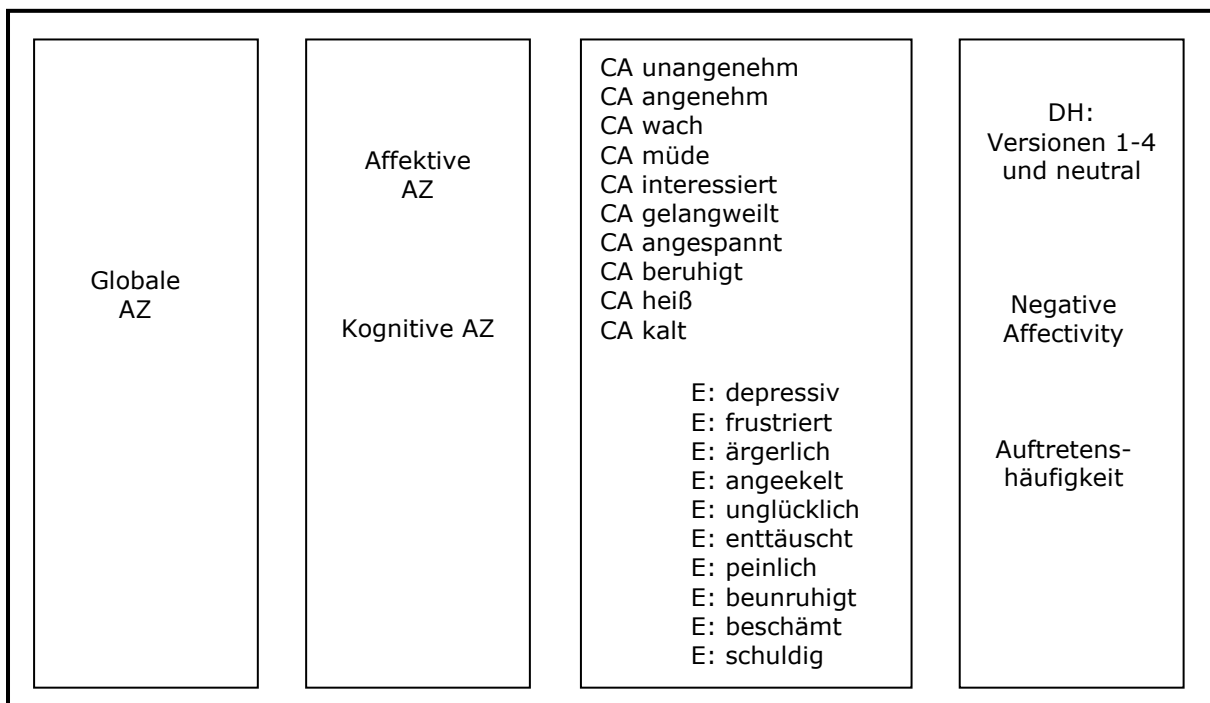 Globale
AZ
Affektive
AZ
Kognitive AZ
CA unangenehm
CA angenehm
CA wach
CA müde
CA interessiert
CA gelangweilt
CA angespannt
CA beruhigt
CA heiß
CA kalt
E: depressiv
E: frustriert
E: ärgerlich
E: angeekelt
E: unglücklich
E: enttäuscht
E: peinlich
E: beunruhigt
E: beschämt
E: schuldig
DH:
Versionen 1-4
und neutral
Negative
Affectivity
Auftretens-
häufigkeit